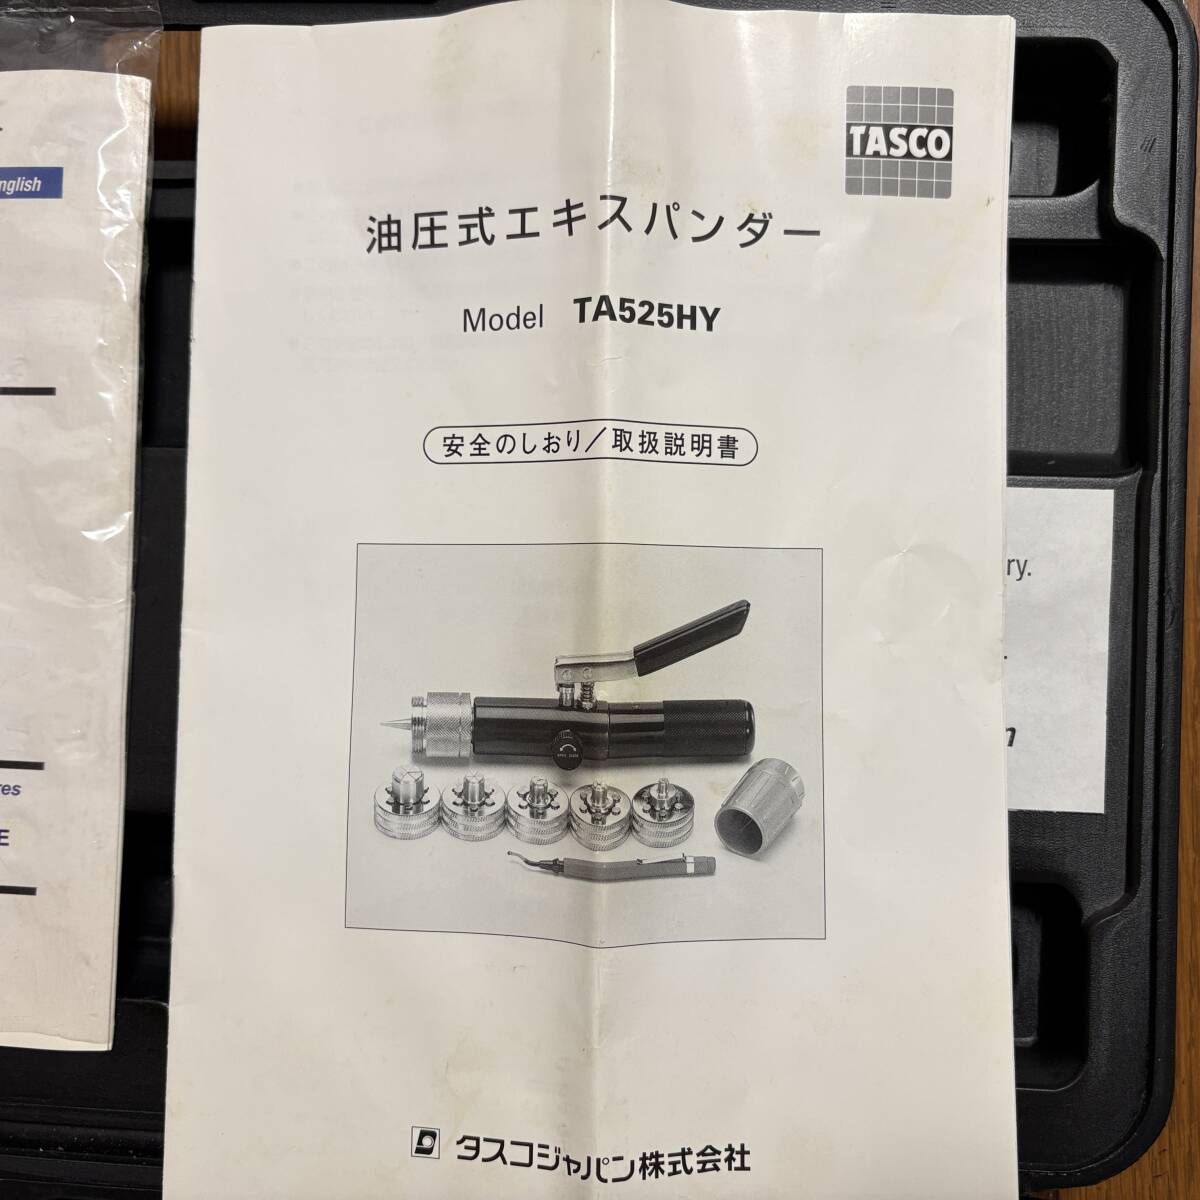 TASCO
油圧式エキスパンダー
Model TA525HY
安全のしおり／取扱説明書
タスコジャパン株式会社
nglish
res
E
ry.
n